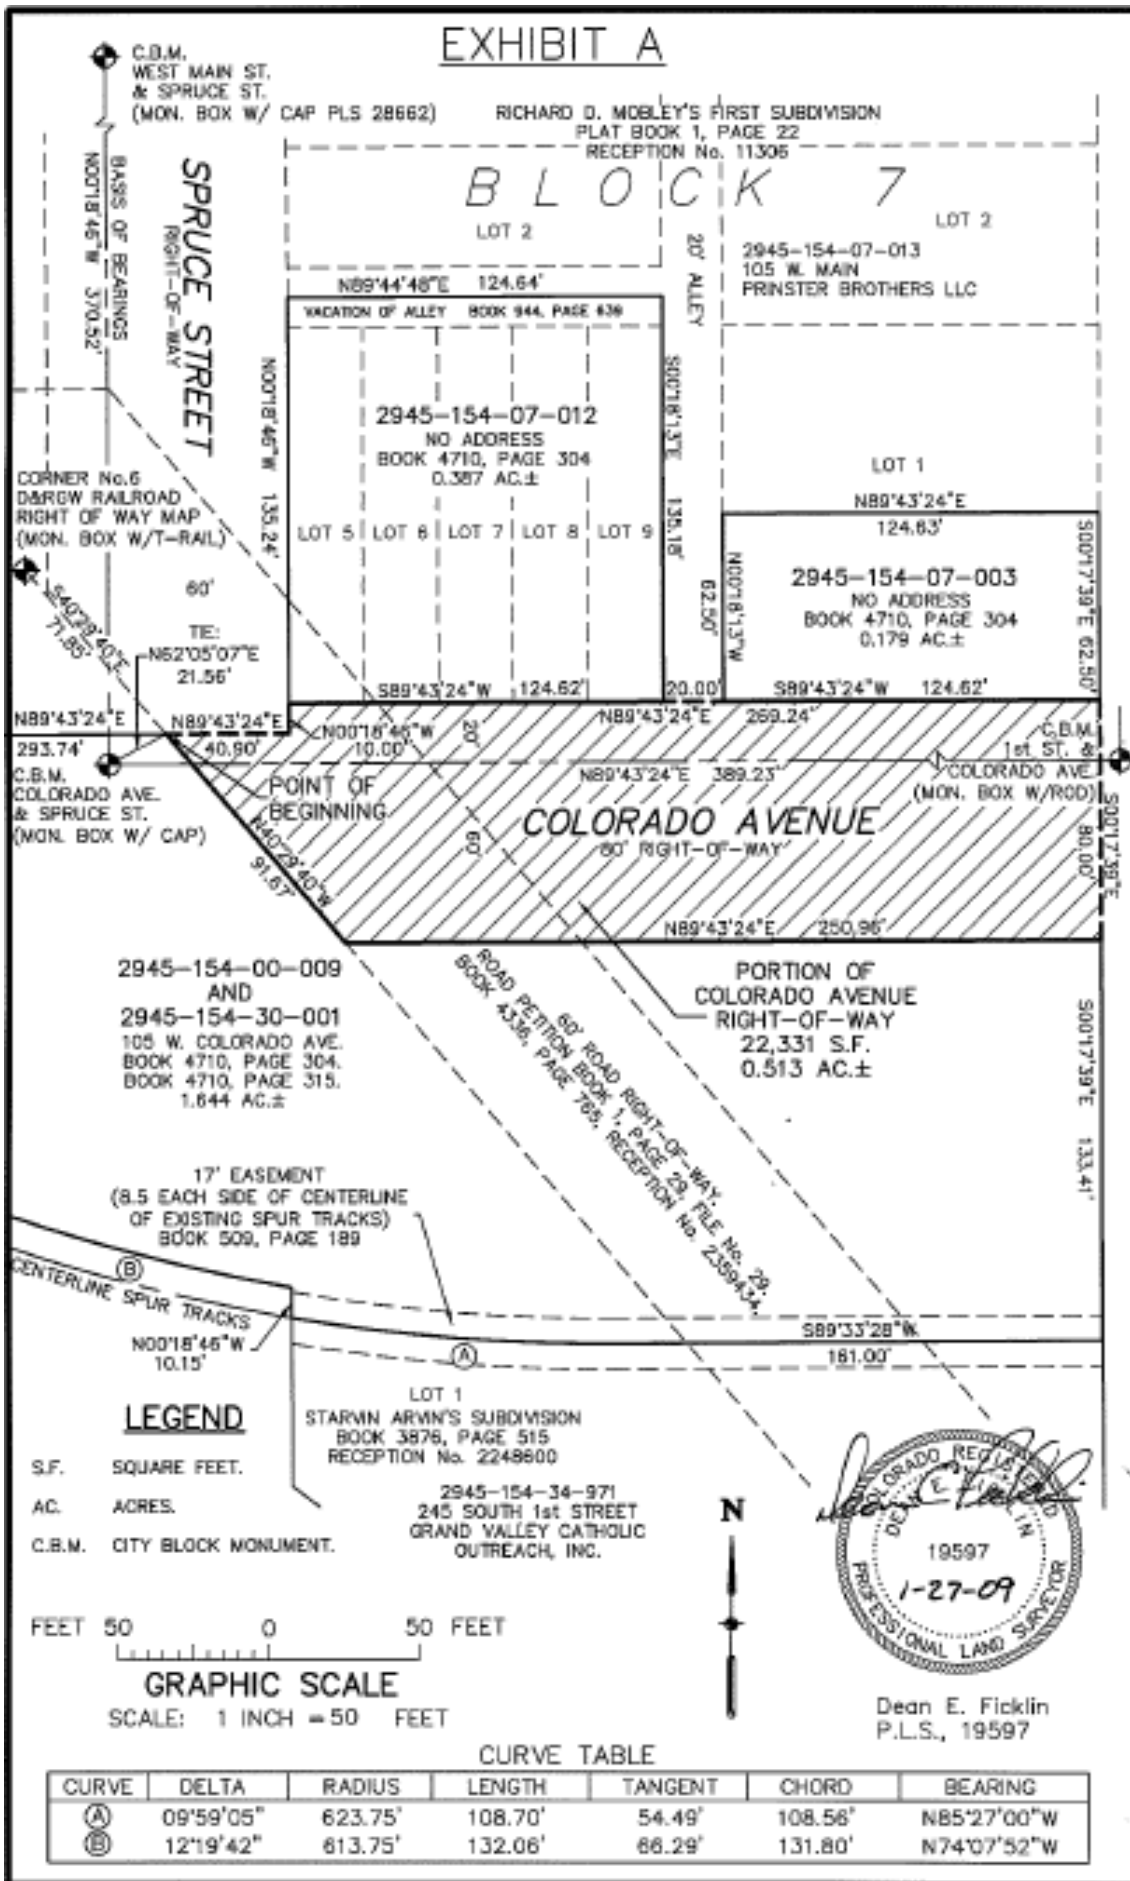 EXHIBIT A
C.B.M.
WEST MAIN ST.
& SPRUCE ST.
(MON. BOX W/ CAP PLS 28662)
RICHARD D. MOBLEY'S FIRST SUBDIVISION
PLAT BOOK 1, PAGE 22
RECEPTION No. 11306
BLOCK 7
BASIS OF BEARINGS
N00°18'46"W 370.52'
SPRUCE STREET
RIGHT-OF-WAY
LOT 2
LOT 2
20' ALLEY
2945-154-07-013
105 W. MAIN
PRINSTER BROTHERS LLC
N89°44'48"E 124.64'
VACATION OF ALLEY BOOK 944, PAGE 639
N00°18'46"W 135.24'
2945-154-07-012
NO ADDRESS
BOOK 4710, PAGE 304
0.387 AC.±
S00°18'13"E 135.18'
LOT 5
LOT 6
LOT 7
LOT 8
LOT 9
LOT 1
N89°43'24"E
124.63'
CORNER No.6
D&RGW RAILROAD
RIGHT OF WAY MAP
(MON. BOX W/T-RAIL)
60'
S40°29'40"E
71.85'
TIE:
N62°05'07"E
21.56'
N00°18'13"W
62.50'
2945-154-07-003
NO ADDRESS
BOOK 4710, PAGE 304
0.179 AC.±
S00°17'39"E 62.50'
S89°43'24"W 124.62'
20.00'
S89°43'24"W 124.62'
N89°43'24"E
293.74'
N89°43'24"E
40.90'
N00°18'46"W
10.00'
20'
N89°43'24"E 269.24'
C.B.M.
1st ST. &
COLORADO AVE.
(MON. BOX W/ROD)
C.B.M.
COLORADO AVE.
& SPRUCE ST.
(MON. BOX W/ CAP)
POINT OF
BEGINNING
N89°43'24"E 389.23'
COLORADO AVENUE
80' RIGHT-OF-WAY
60'
N40°29'40"W
91.67'
S00°17'39"E
80.00'
N89°43'24"E 250.96'
2945-154-00-009
AND
2945-154-30-001
105 W. COLORADO AVE.
BOOK 4710, PAGE 304.
BOOK 4710, PAGE 315.
1.644 AC.±
PORTION OF
COLORADO AVENUE
RIGHT-OF-WAY
22,331 S.F.
0.513 AC.±
60' ROAD RIGHT-OF-WAY,
ROAD PETITION BOOK 1, PAGE 29, FILE No. 29.
BOOK 4336, PAGE 765, RECEPTION No. 2359434.
S00°17'39"E 133.41'
17' EASEMENT
(8.5 EACH SIDE OF CENTERLINE
OF EXISTING SPUR TRACKS)
BOOK 509, PAGE 189
B
CENTERLINE SPUR TRACKS
N00°18'46"W
10.15'
A
S89°33'28"W
161.00'
LOT 1
STARVIN ARVIN'S SUBDIVISION
BOOK 3876, PAGE 515
RECEPTION No. 2248600
2945-154-34-971
245 SOUTH 1st STREET
GRAND VALLEY CATHOLIC
OUTREACH, INC.
LEGEND
S.F. SQUARE FEET.
AC. ACRES.
C.B.M. CITY BLOCK MONUMENT.
N
COLORADO REGISTERED
19597
1-27-09
PROFESSIONAL LAND SURVEYOR
Dean E. Ficklin
P.L.S., 19597
FEET 50 0 50 FEET
GRAPHIC SCALE
SCALE: 1 INCH = 50 FEET
CURVE TABLE
CURVE DELTA RADIUS LENGTH TANGENT CHORD BEARING
A 09°59'05" 623.75' 108.70' 54.49' 108.56' N85°27'00"W
B 12°19'42" 613.75' 132.06' 66.29' 131.80' N74°07'52"W